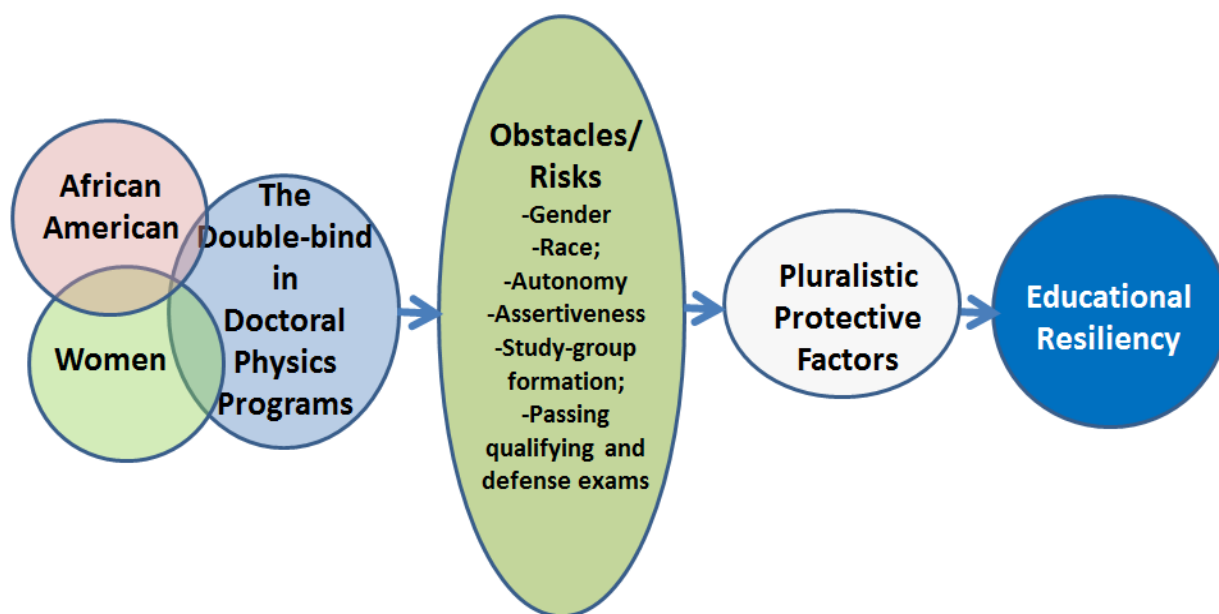 African
American
Women
The
Double-bind
in
Doctoral
Physics
Programs
Obstacles/
Risks
-Gender
-Race;
-Autonomy
-Assertiveness
-Study-group
formation;
-Passing
qualifying and
defense exams
Pluralistic
Protective
Factors
Educational
Resiliency